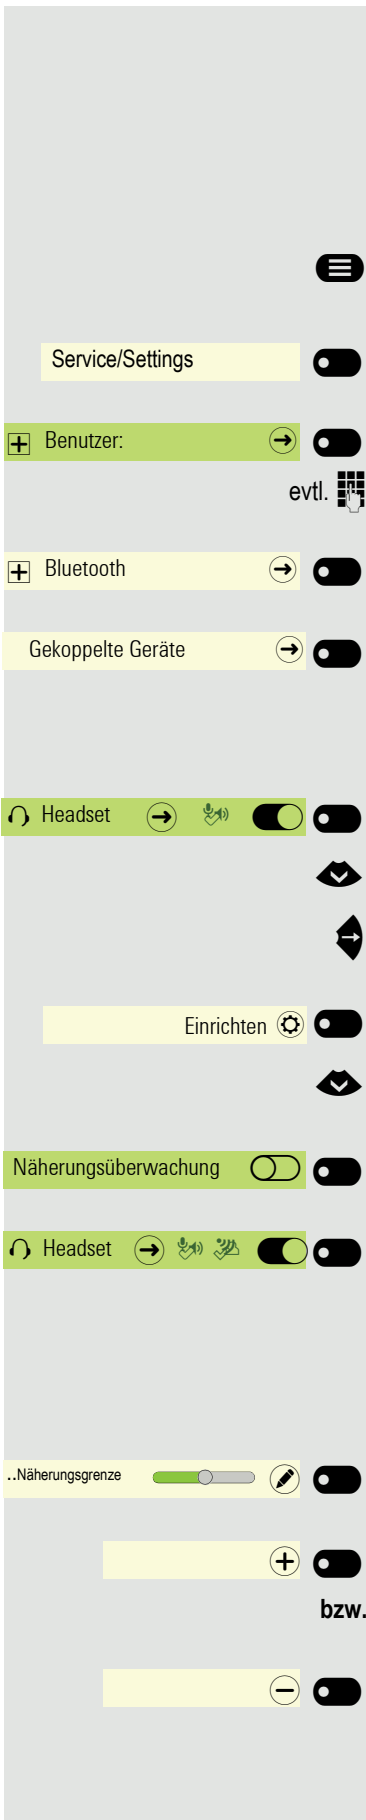 Service/Settings
Benutzer:
evtl.
Bluetooth
Gekoppelte Geräte
Headset
Einrichten
Näherungsüberwachung
Headset
..Näherungsgrenze
bzw.